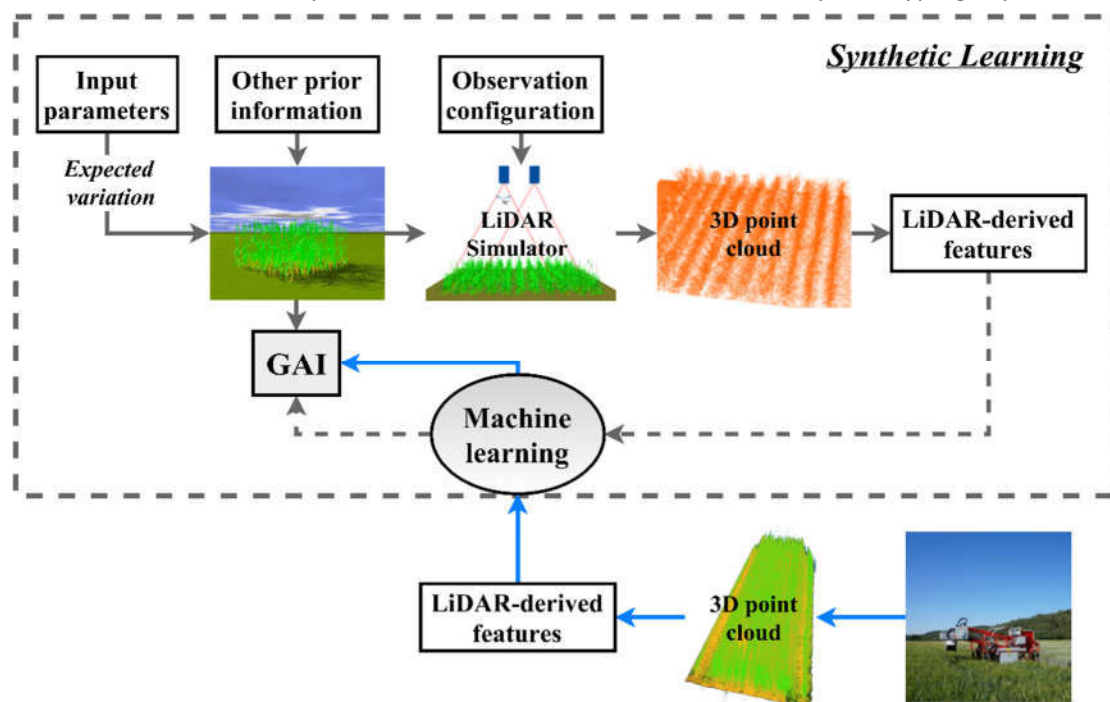 Synthetic Learning
Input
parameters
Other prior
information
Observation
configuration
Expected
variation
LiDAR
Simulator
3D point
cloud
LiDAR-derived
features
GAI
Machine
learning
LiDAR-derived
features
3D point
cloud